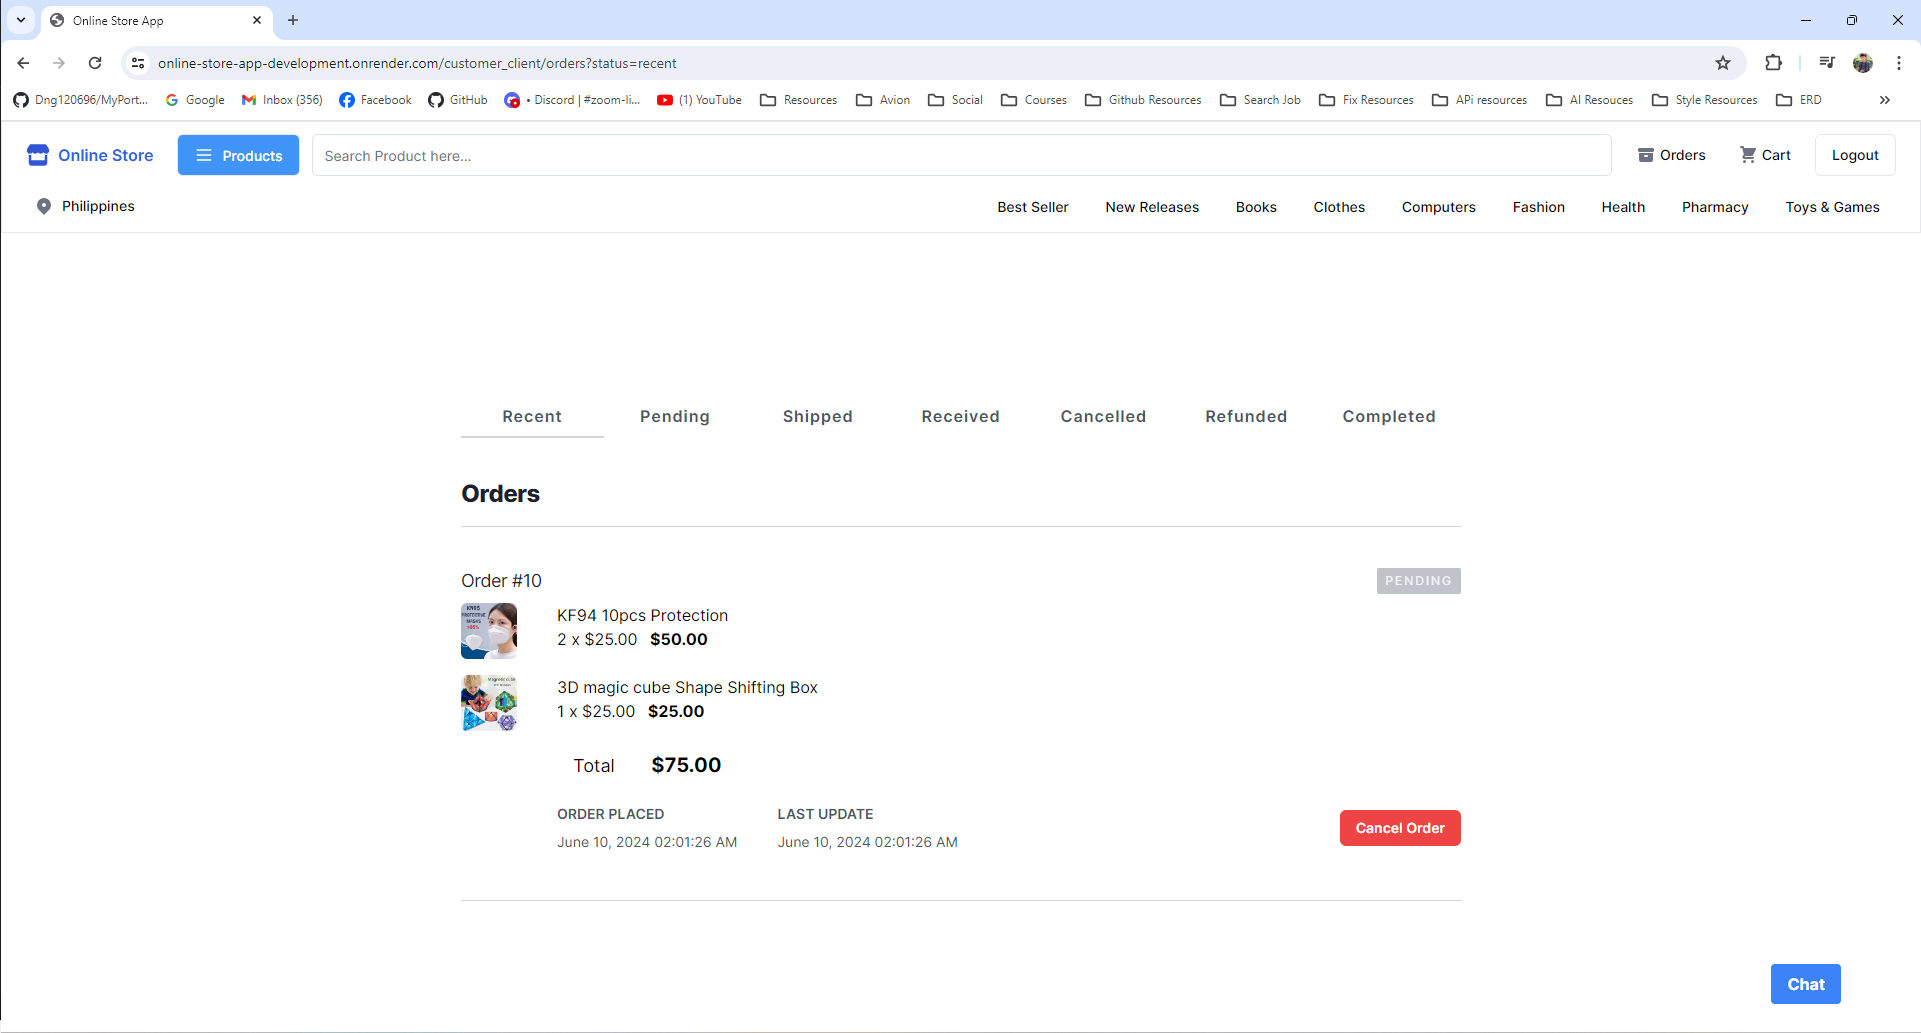 Online Store App
online-store-app-development.onrender.com/customer_client/orders?status=recent
Dng120696/MyPort... Google Inbox (356) Facebook GitHub • Discord | #zoom-li... (1) YouTube Resources Avion Social Courses Github Resources Search Job Fix Resources APi resources AI Resouces Style Resources ERD
Online Store Products Search Product here... Orders Cart Logout
Philippines Best Seller New Releases Books Clothes Computers Fashion Health Pharmacy Toys & Games
Recent Pending Shipped Received Cancelled Refunded Completed
Orders
Order #10 PENDING
KF94 10pcs Protection
2 x $25.00 $50.00
3D magic cube Shape Shifting Box
1 x $25.00 $25.00
Total $75.00
ORDER PLACED LAST UPDATE
June 10, 2024 02:01:26 AM June 10, 2024 02:01:26 AM
Cancel Order
Chat